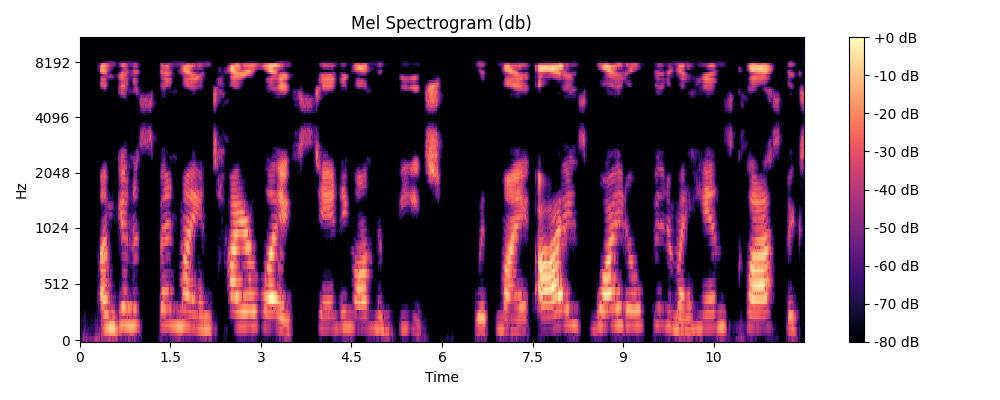 Mel Spectrogram (db)
8192
4096
2048
1024
512
0
Hz
0 1.5 3 4.5 6 7.5 9 10
Time
+0 dB
-10 dB
-20 dB
-30 dB
-40 dB
-50 dB
-60 dB
-70 dB
-80 dB